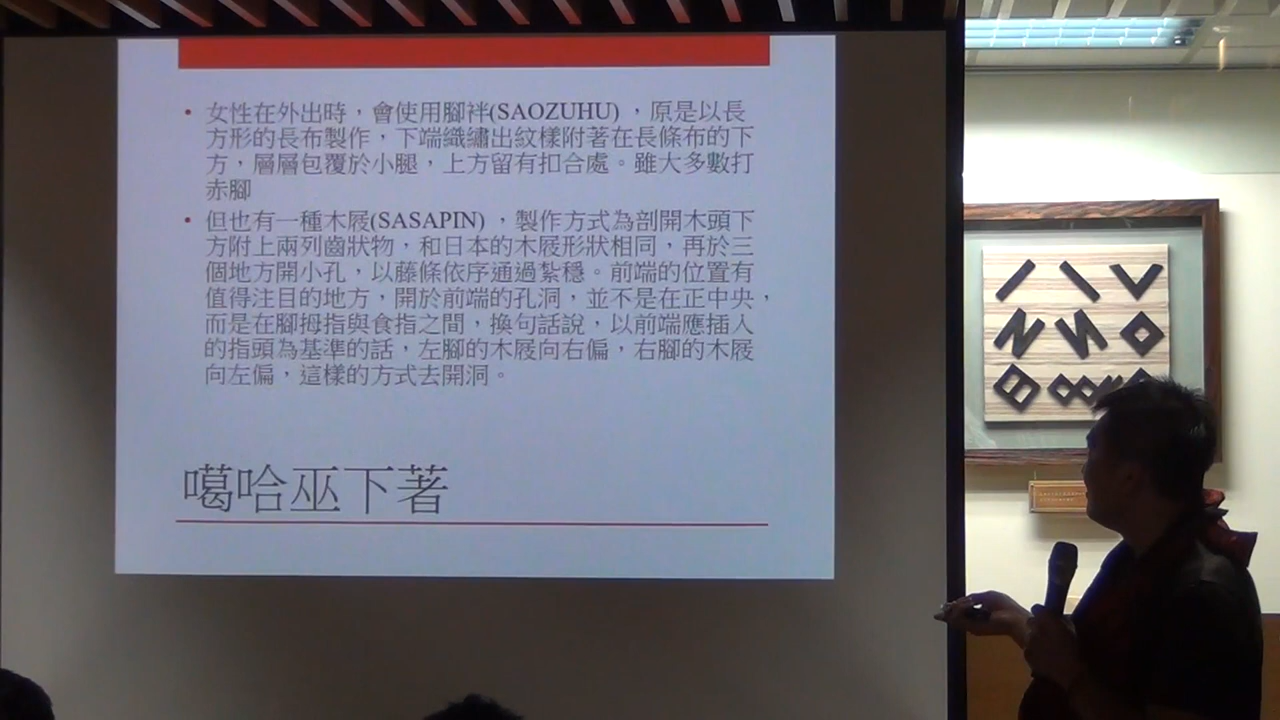 女性在外出時，會使用腳袢(SAOZUHU)，原是以長
方形的長布製作，下端織繡出紋樣附著在長條布的下
方，層層包覆於小腿，上方留有扣合處。雖大多數打
赤腳
但也有一種木屐(SASAPIN)，製作方式為剖開木頭下
方附上兩列齒狀物，和日本的木屐形狀相同，再於三
個地方開小孔，以藤條依序通過紮穩。前端的位置有
值得注目的地方，開於前端的孔洞，並不是在正中央，
而是在腳拇指與食指之間，換句話說，以前端應插入
的指頭為基準的話，左腳的木屐向右偏，右腳的木屐
向左偏，這樣的方式去開洞。
噶哈巫下著